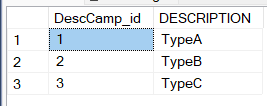 DescCamp_id DESCRIPTION
1 1 TypeA
2 2 TypeB
3 3 TypeC